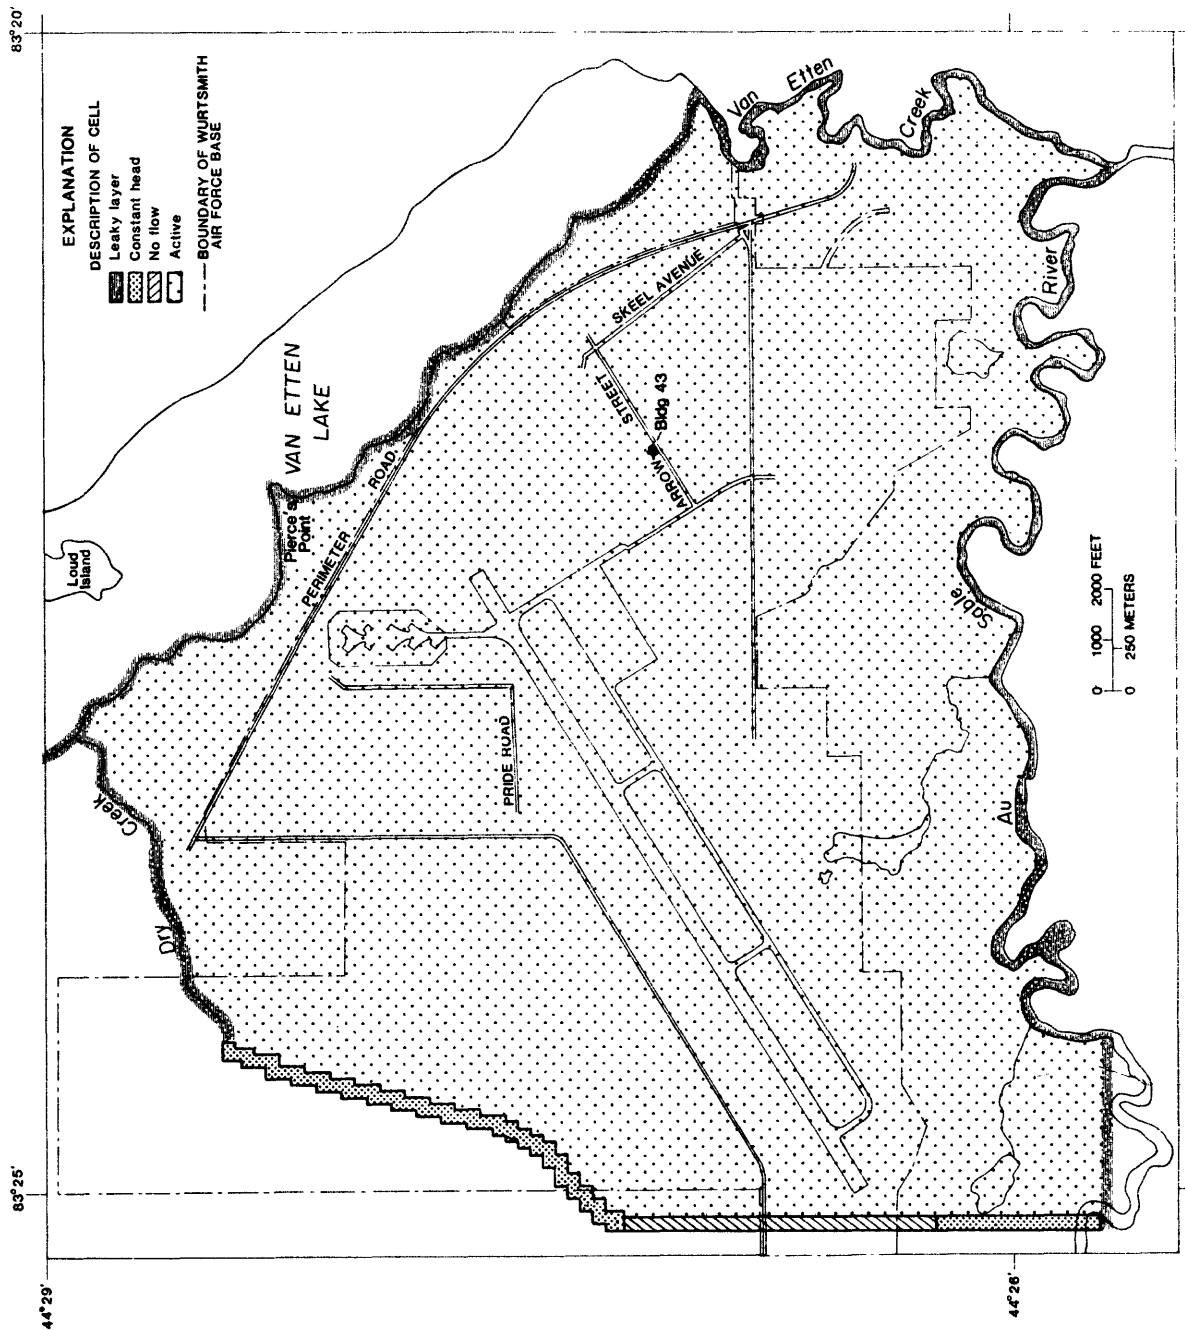 83°20'
EXPLANATION
DESCRIPTION OF CELL
Leaky layer
Constant head
No flow
Active
BOUNDARY OF WURTSMITH
AIR FORCE BASE
VAN ETTEN
LAKE
Loud
Island
Pierce's
Point
PERIMETER ROAD
Dry Creek
PRIDE ROAD
SKEEL AVENUE
ARROW STREET
Bldg 43
Van Etten Creek
Au Sable River
0 1000 2000 FEET
0 250 METERS
83°25'
44°29'
44°26'